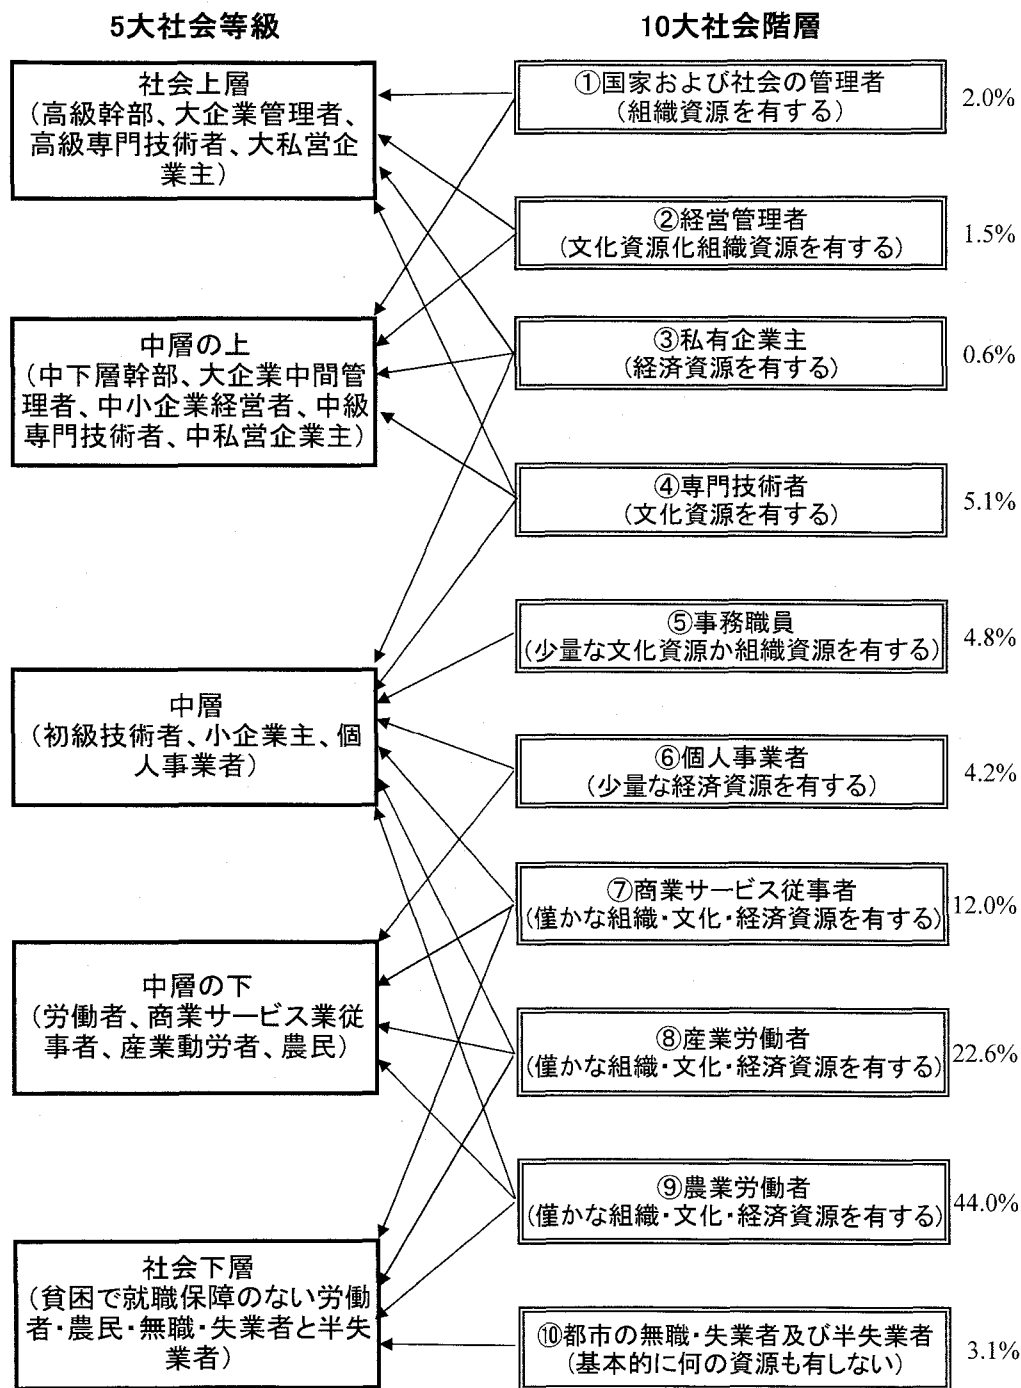 5大社会等級
社会上層
（高級幹部、大企業管理者、
高級専門技術者、大私営企
業主）
中層の上
（中下層幹部、大企業中間管
理者、中小企業経営者、中級
専門技術者、中私営企業主）
中層
（初級技術者、小企業主、個
人事業者）
中層の下
（労働者、商業サービス業従
事者、産業動労者、農民）
社会下層
（貧困で就職保障のない労働
者・農民・無職・失業者と半失
業者）
10大社会階層
①国家および社会の管理者
（組織資源を有する）
2.0%
②経営管理者
（文化資源化組織資源を有する）
1.5%
③私有企業主
（経済資源を有する）
0.6%
④専門技術者
（文化資源を有する）
5.1%
⑤事務職員
（少量な文化資源か組織資源を有する）
4.8%
⑥個人事業者
（少量な経済資源を有する）
4.2%
⑦商業サービス従事者
（僅かな組織・文化・経済資源を有する）
12.0%
⑧産業労働者
（僅かな組織・文化・経済資源を有する）
22.6%
⑨農業労働者
（僅かな組織・文化・経済資源を有する）
44.0%
⑩都市の無職・失業者及び半失業者
（基本的に何の資源も有しない）
3.1%